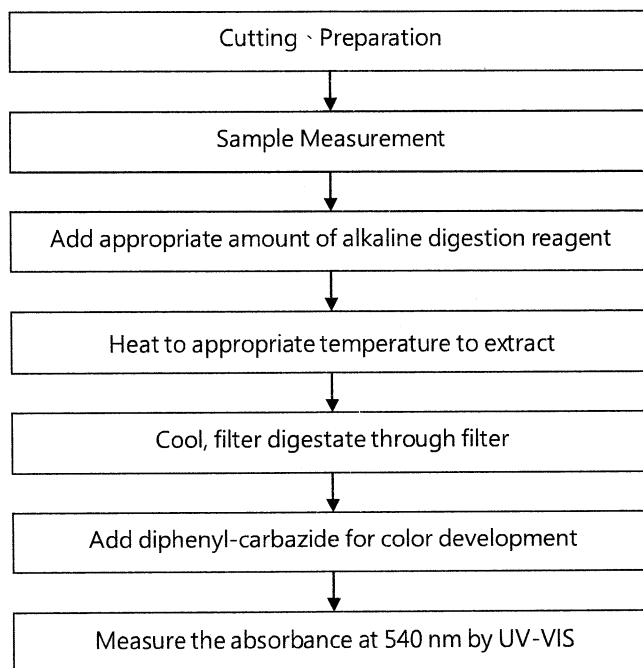 Cutting、Preparation
Sample Measurement
Add appropriate amount of alkaline digestion reagent
Heat to appropriate temperature to extract
Cool, filter digestate through filter
Add diphenyl-carbazide for color development
Measure the absorbance at 540 nm by UV-VIS